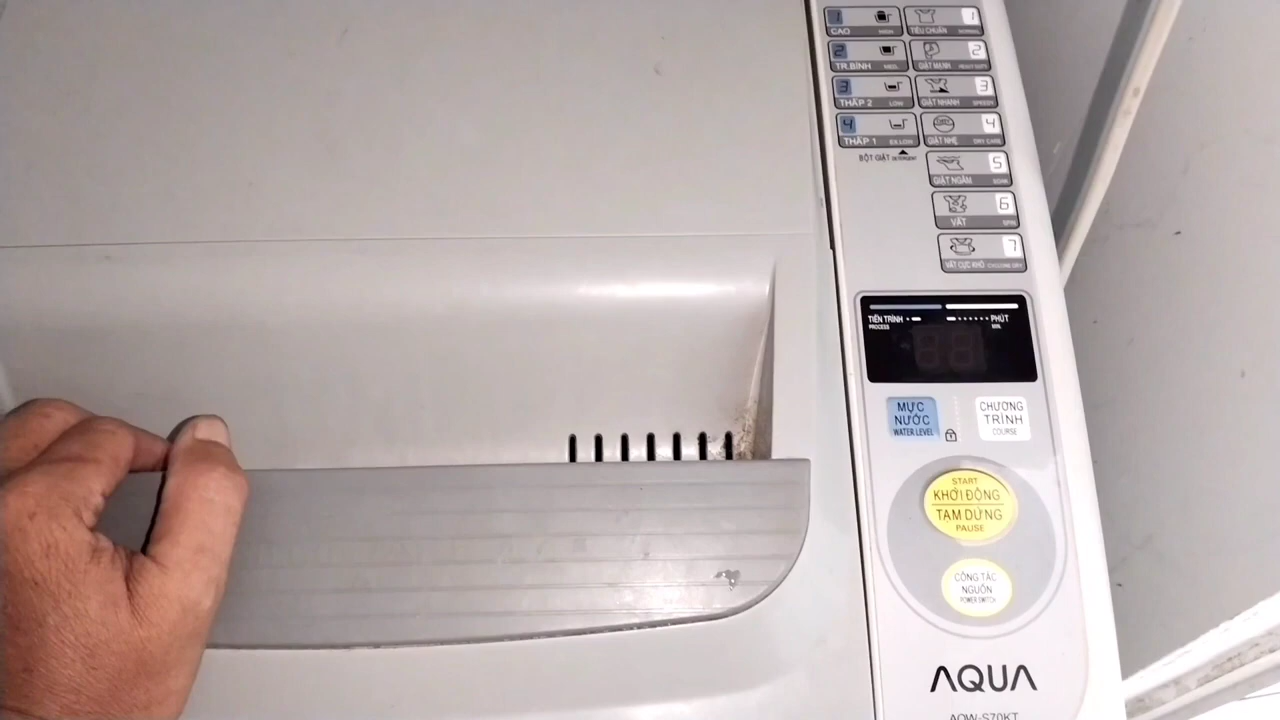 1
CAO HIGH
TIÊU CHUẨN NORMAL
1
2
TR.BÌNH MED.
GIẶT MẠNH HEAVY DUTY
2
3
THẤP 2 LOW
GIẶT NHANH SPEEDY
3
4
THẤP 1 EX.LOW
GIẶT NHẸ DRY CARE
4
BỘT GIẶT DETERGENT
GIẶT NGÂM SOAK
5
VẮT SPIN
6
VẮT CỰC KHÔ CYCLONE DRY
7
TIẾN TRÌNH
PROCESS
PHÚT
MIN.
MỰC
NƯỚC
WATER LEVEL
CHƯƠNG
TRÌNH
COURSE
START
KHỞI ĐỘNG
TẠM DỪNG
PAUSE
CÔNG TẮC
NGUỒN
POWER SWITCH
AQUA
AQW-S70KT